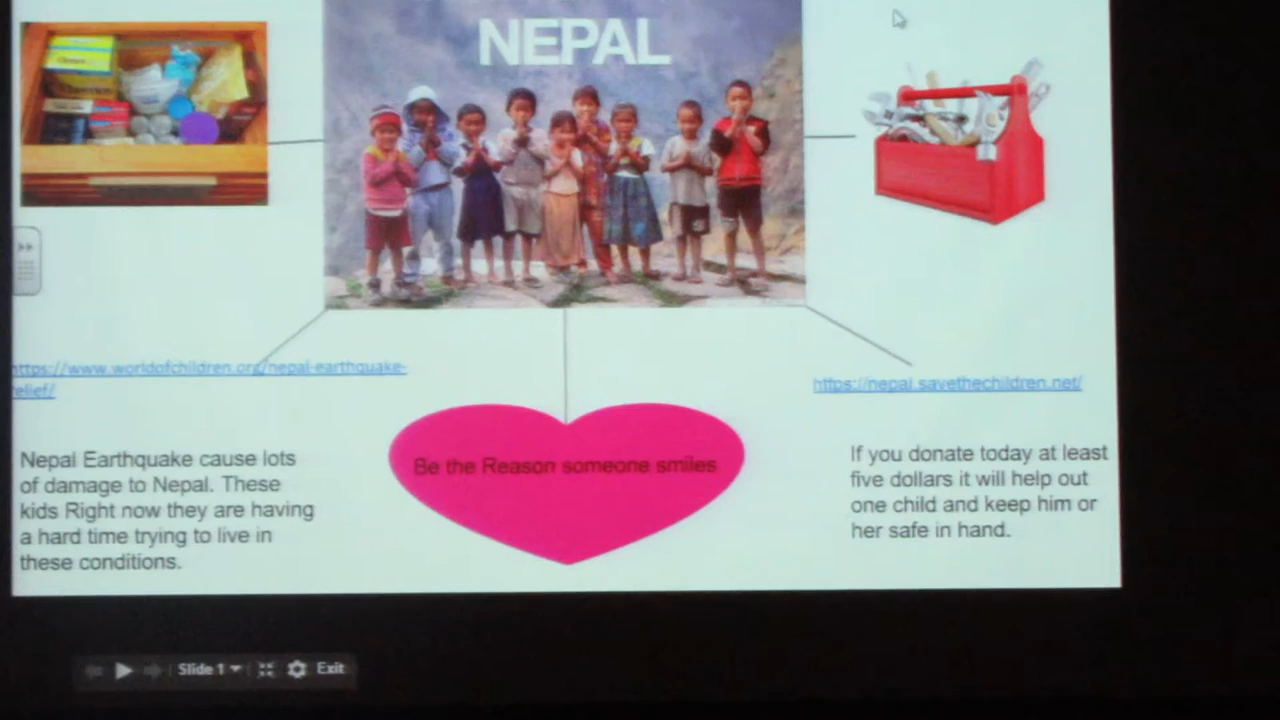 NEPAL
https://www.worldofchildren.org/nepal-earthquake-
relief/
https://nepal.savethechildren.net/
Nepal Earthquake cause lots
of damage to Nepal. These
kids Right now they are having
a hard time trying to live in
these conditions.
Be the Reason someone smiles
If you donate today at least
five dollars it will help out
one child and keep him or
her safe in hand.
Slide 1
Exit